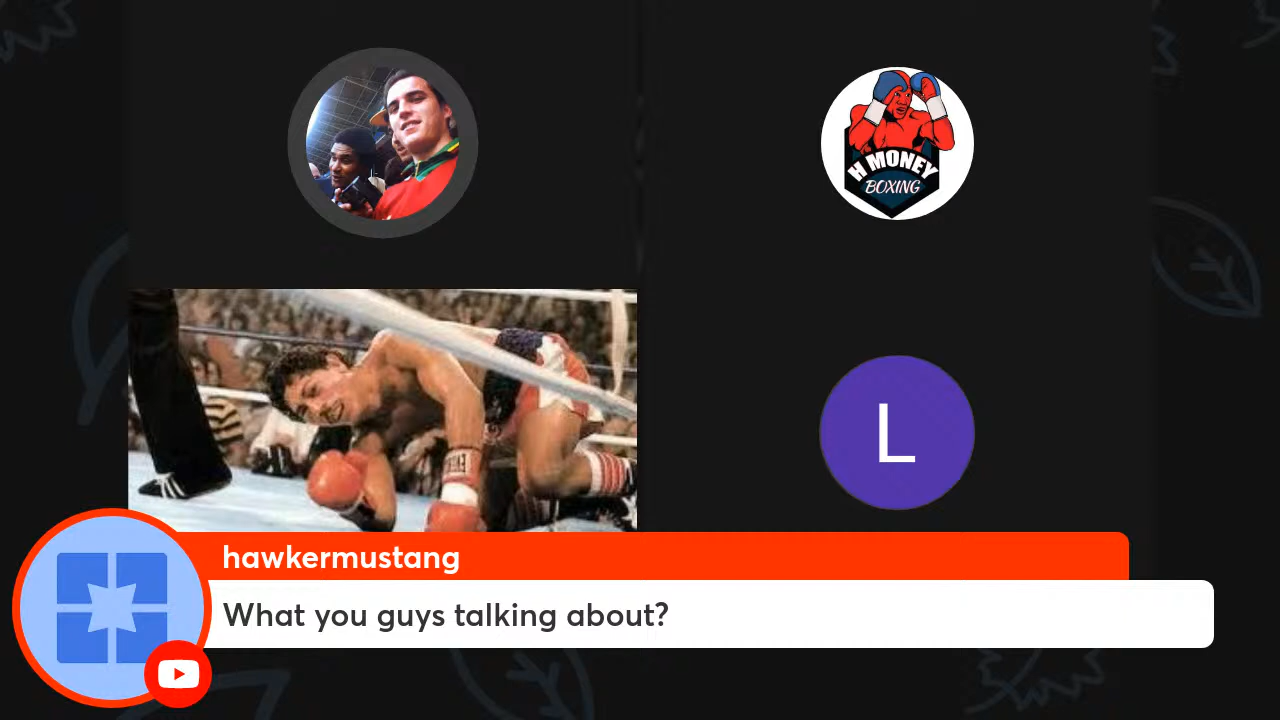 H MONEY
BOXING
L
hawkermustang
What you guys talking about?